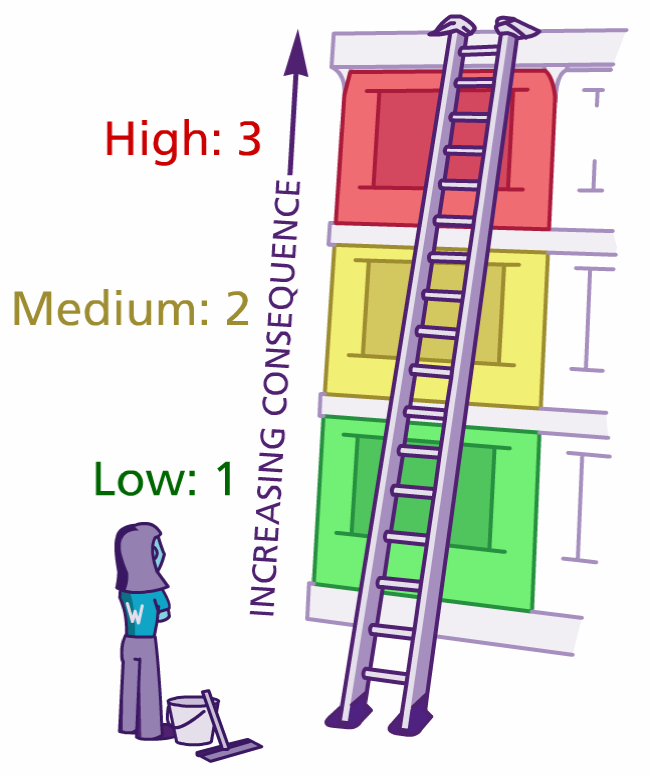 High: 3
Medium: 2
Low: 1
INCREASING CONSEQUENCE
W